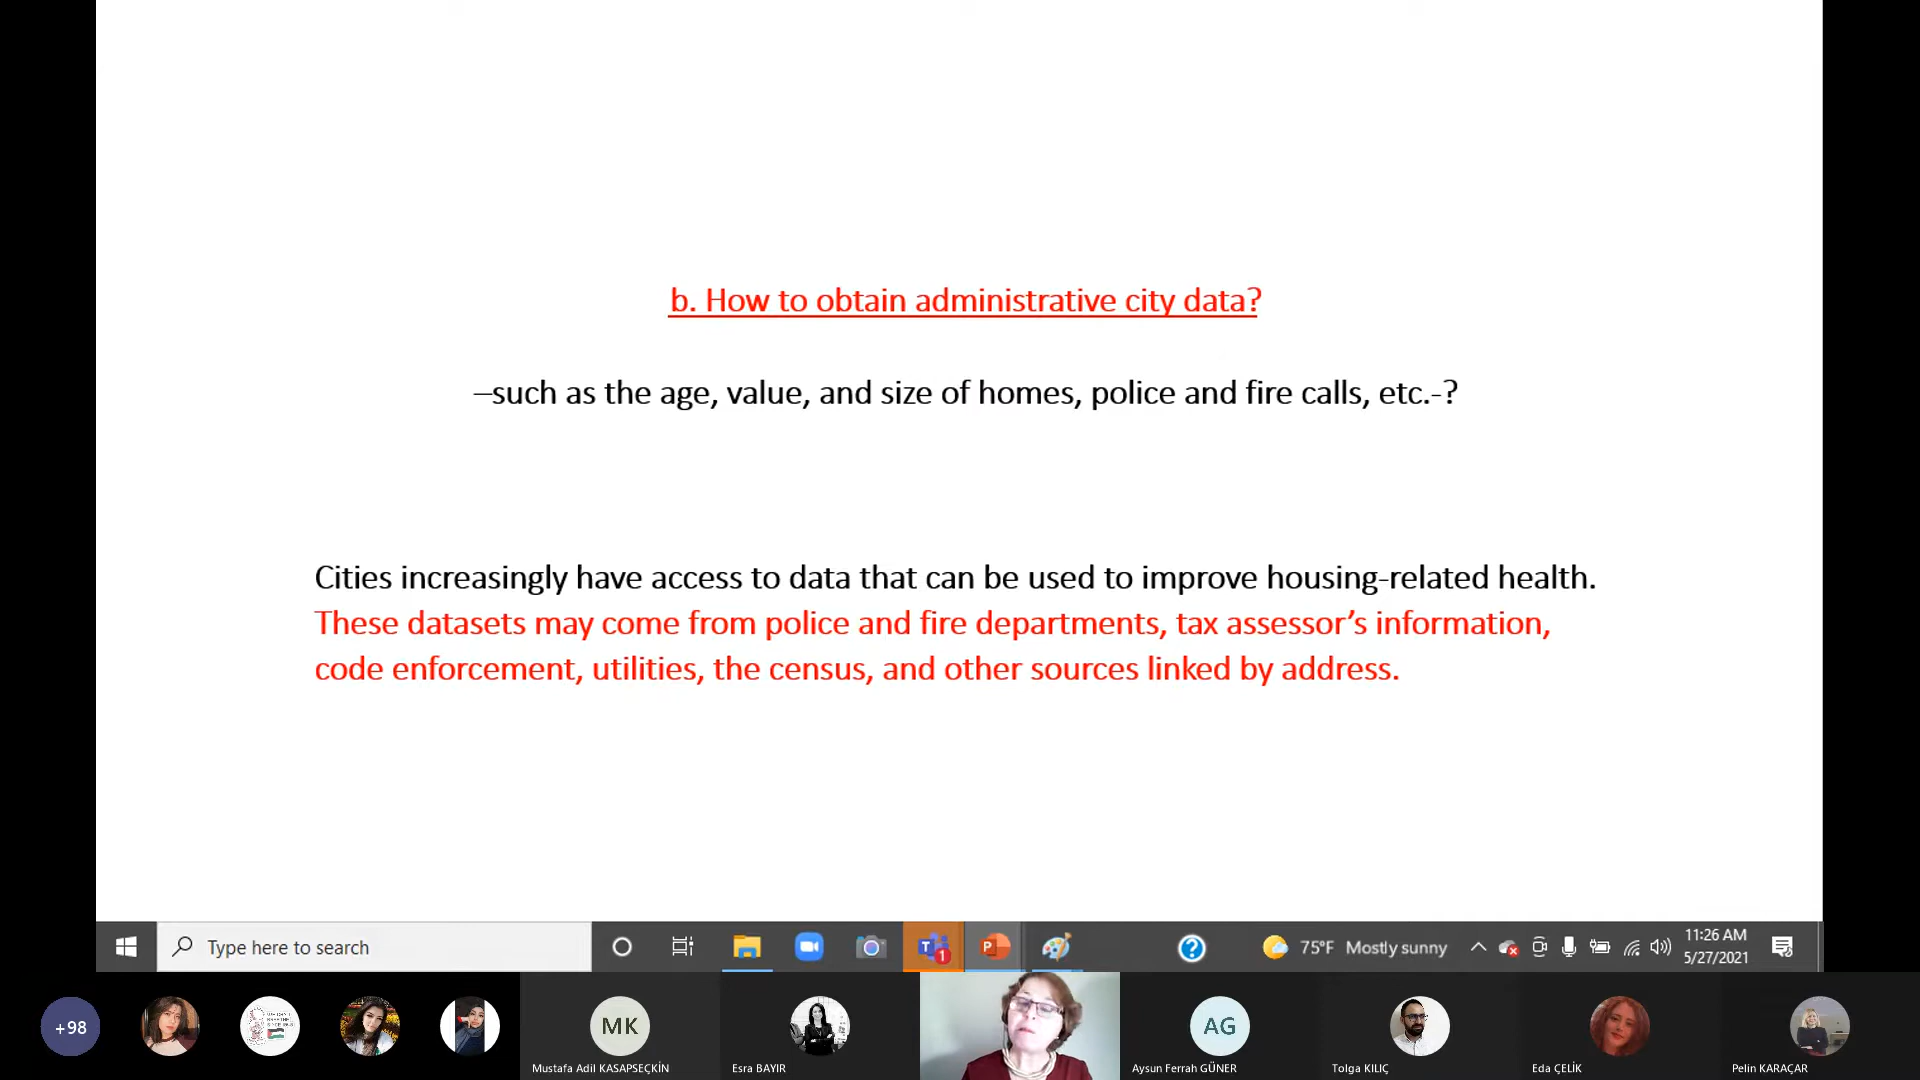 b. How to obtain administrative city data?
–such as the age, value, and size of homes, police and fire calls, etc.-?
Cities increasingly have access to data that can be used to improve housing-related health.
These datasets may come from police and fire departments, tax assessor’s information,
code enforcement, utilities, the census, and other sources linked by address.
Type here to search
75°F Mostly sunny
11:26 AM
5/27/2021
+98
MK
AG
Mustafa Adil KASAPSEÇKİN
Esra BAYIR
Aysun Ferrah GÜNER
Tolga KILIÇ
Eda ÇELİK
Pelin KARAÇAR